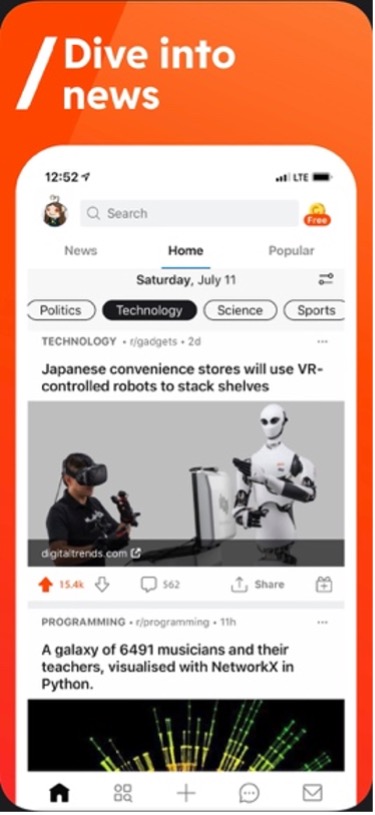 Dive into
news
12:52
LTE
Search
Free
News Home Popular
Saturday, July 11
Politics Technology Science Sports
TECHNOLOGY • r/gadgets • 2d
Japanese convenience stores will use VR-
controlled robots to stack shelves
digitaltrends.com
15.4k 562 Share
PROGRAMMING • r/programming • 11h
A galaxy of 6491 musicians and their
teachers, visualised with NetworkX in
Python.